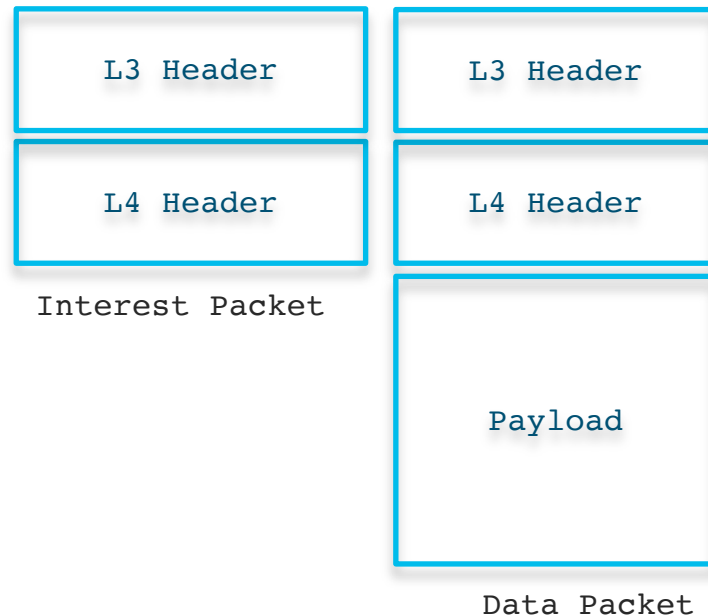 L3 Header
L4 Header
Interest Packet
L3 Header
L4 Header
Payload
Data Packet